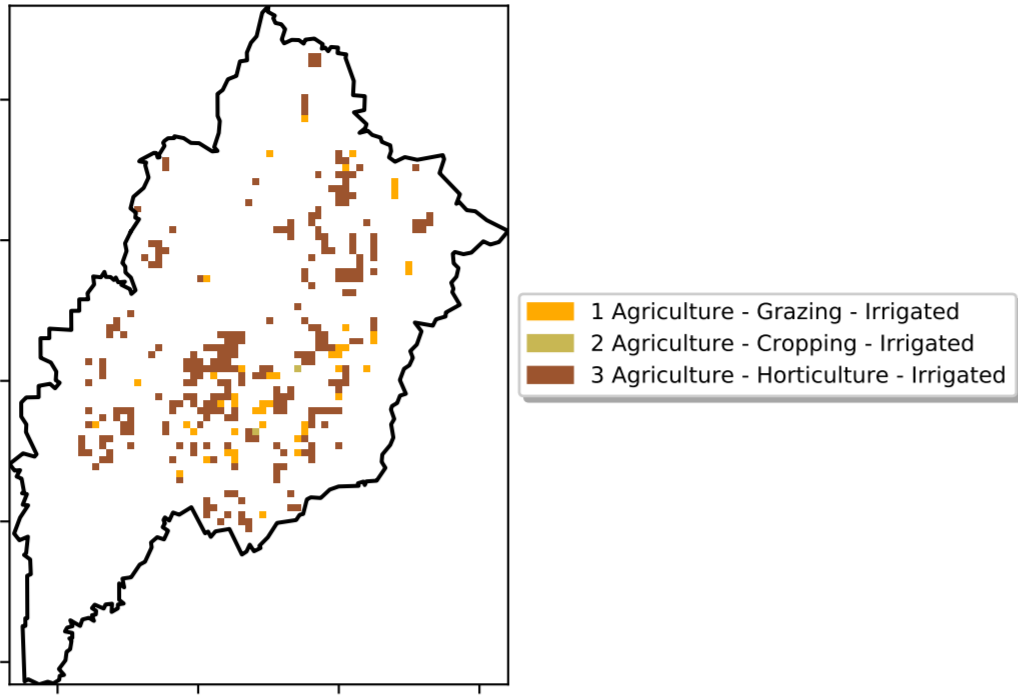 1 Agriculture - Grazing - Irrigated
2 Agriculture - Cropping - Irrigated
3 Agriculture - Horticulture - Irrigated